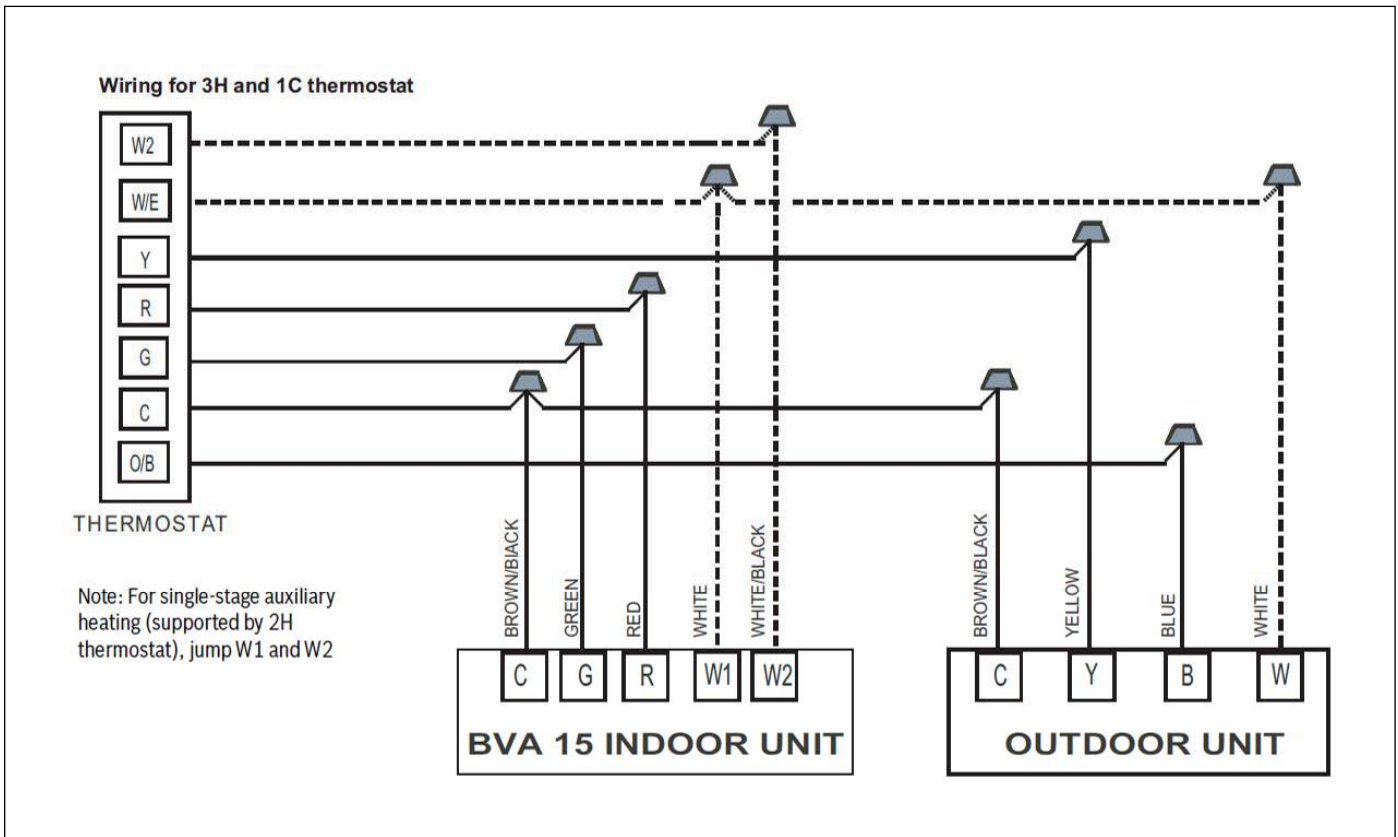 Wiring for 3H and 1C thermostat
W2
W/E
Y
R
G
C
O/B
THERMOSTAT
Note: For single-stage auxiliary
heating (supported by 2H
thermostat), jump W1 and W2
BROWN/BIACK
GREEN
RED
WHITE
WHITE/BLACK
BROWN/BLACK
YELLOW
BLUE
WHITE
C G R W1 W2
BVA 15 INDOOR UNIT
C Y B W
OUTDOOR UNIT